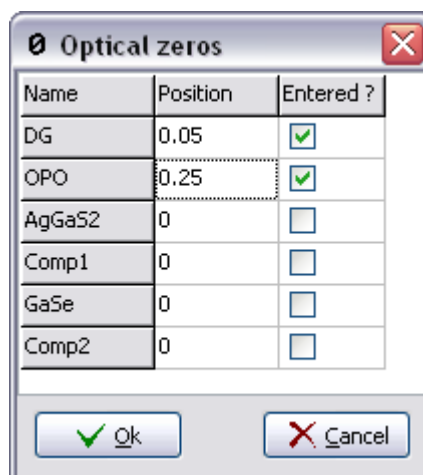 0 Optical zeros
Name Position Entered ?
DG 0.05
OPO 0.25
AgGaS2 0
Comp1 0
GaSe 0
Comp2 0
Ok Cancel